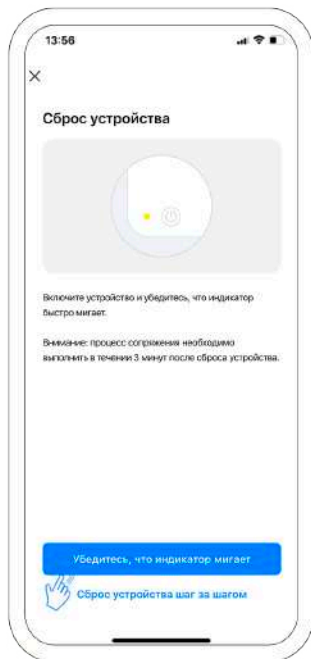 13:56
Сброс устройства
Включите устройство и убедитесь, что индикатор
быстро мигает.
Внимание: процесс сопряжения необходимо
выполнить в течении 3 минут после сброса устройства.
Убедитесь, что индикатор мигает
Сброс устройства шаг за шагом